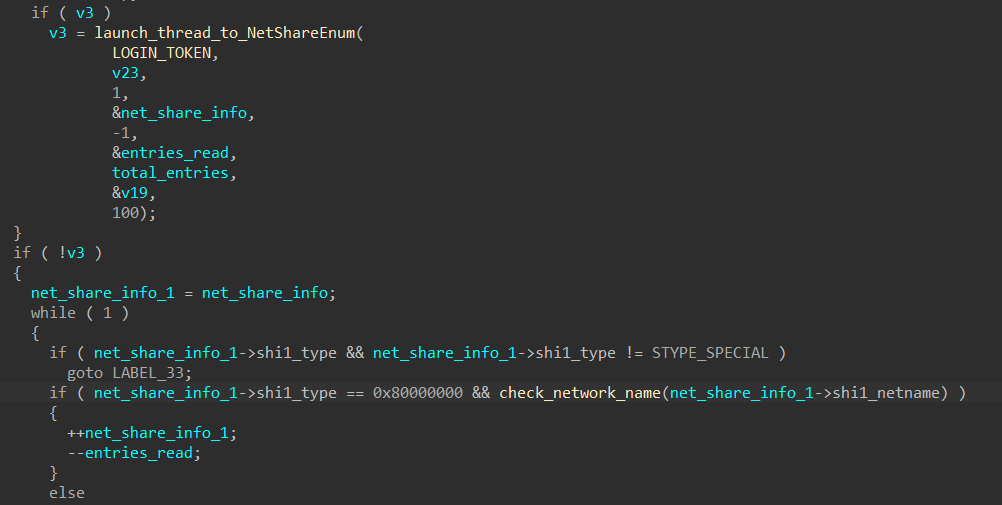 if ( v3 )
v3 = launch_thread_to_NetShareEnum(
LOGIN_TOKEN,
v23,
1,
&net_share_info,
-1,
&entries_read,
total_entries,
&v19,
100);
}
if ( !v3 )
{
net_share_info_1 = net_share_info;
while ( 1 )
{
if ( net_share_info_1->shi1_type && net_share_info_1->shi1_type != STYPE_SPECIAL )
goto LABEL_33;
if ( net_share_info_1->shi1_type == 0x80000000 && check_network_name(net_share_info_1->shi1_netname) )
{
++net_share_info_1;
--entries_read;
}
else